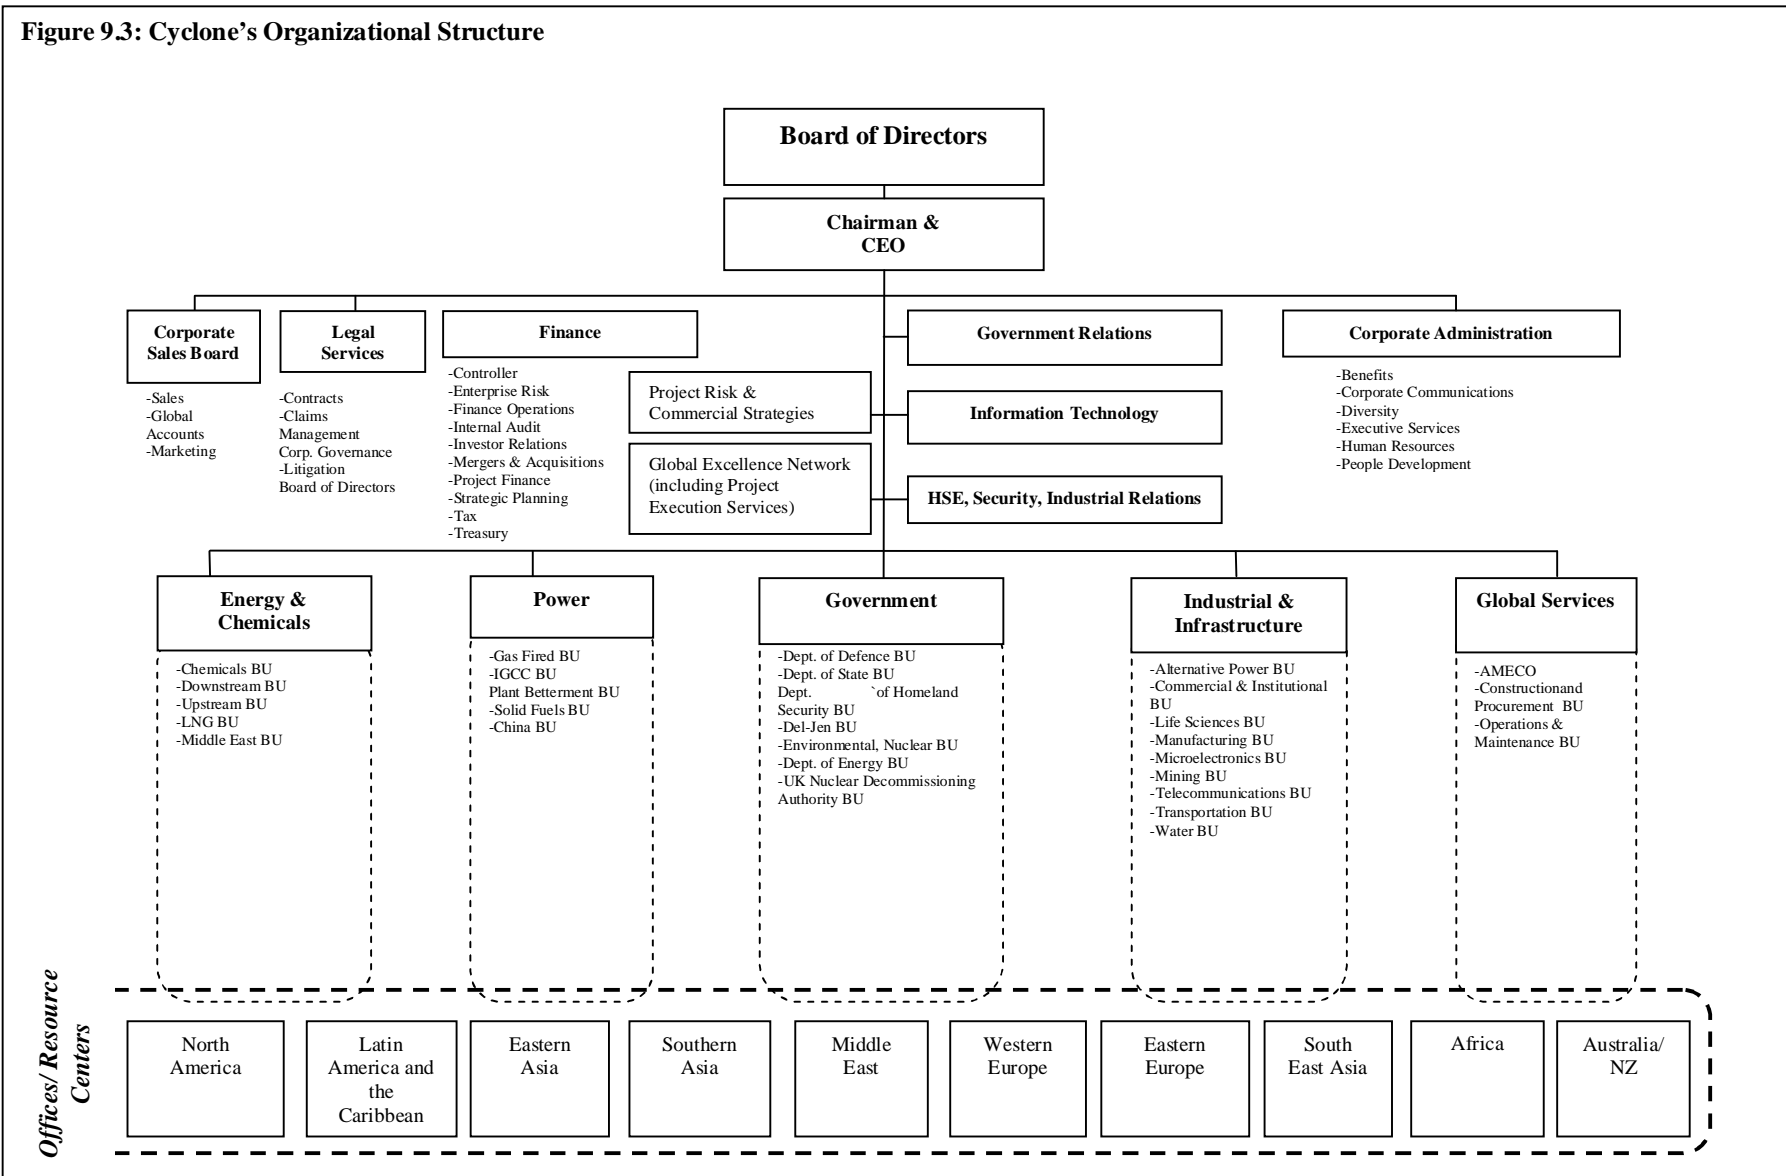 Figure 9.3: Cyclone’s Organizational Structure
Board of Directors
Chairman &
CEO
Corporate
Sales Board
-Sales
-Global
Accounts
-Marketing
Legal
Services
-Contracts
-Claims
Management
Corp. Governance
-Litigation
Board of Directors
Finance
-Controller
-Enterprise Risk
-Finance Operations
-Internal Audit
-Investor Relations
-Mergers & Acquisitions
-Project Finance
-Strategic Planning
-Tax
-Treasury
Project Risk &
Commercial Strategies
Global Excellence Network
(including Project
Execution Services)
Government Relations
Information Technology
HSE, Security, Industrial Relations
Corporate Administration
-Benefits
-Corporate Communications
-Diversity
-Executive Services
-Human Resources
-People Development
Energy &
Chemicals
-Chemicals BU
-Downstream BU
-Upstream BU
-LNG BU
-Middle East BU
Power
-Gas Fired BU
-IGCC BU
Plant Betterment BU
-Solid Fuels BU
-China BU
Government
-Dept. of Defence BU
-Dept. of State BU
Dept. `of Homeland
Security BU
-Del-Jen BU
-Environmental, Nuclear BU
-Dept. of Energy BU
-UK Nuclear Decommissioning
Authority BU
Industrial &
Infrastructure
-Alternative Power BU
-Commercial & Institutional
BU
-Life Sciences BU
-Manufacturing BU
-Microelectronics BU
-Mining BU
-Telecommunications BU
-Transportation BU
-Water BU
Global Services
-AMECO
-Constructionand
Procurement BU
-Operations &
Maintenance BU
Offices/ Resource
Centers
North
America
Latin
America and
the
Caribbean
Eastern
Asia
Southern
Asia
Middle
East
Western
Europe
Eastern
Europe
South
East Asia
Africa
Australia/
NZ